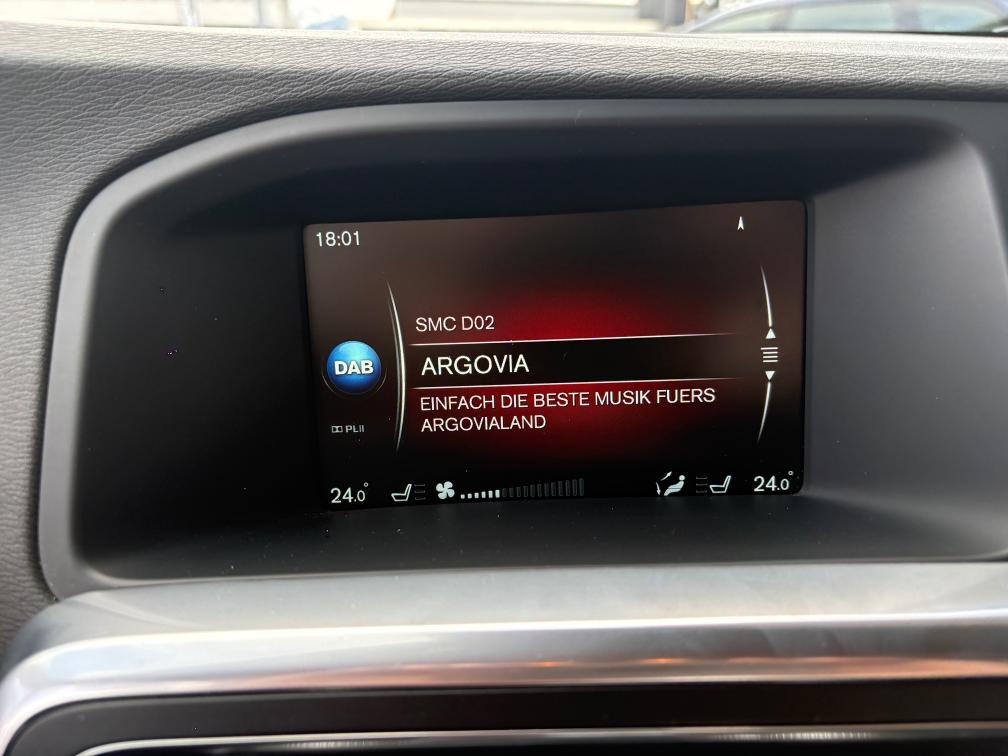 18:01
SMC D02
DAB
ARGOVIA
EINFACH DIE BESTE MUSIK FUERS
ARGOVIALAND
PLII
24.0°
24.0°